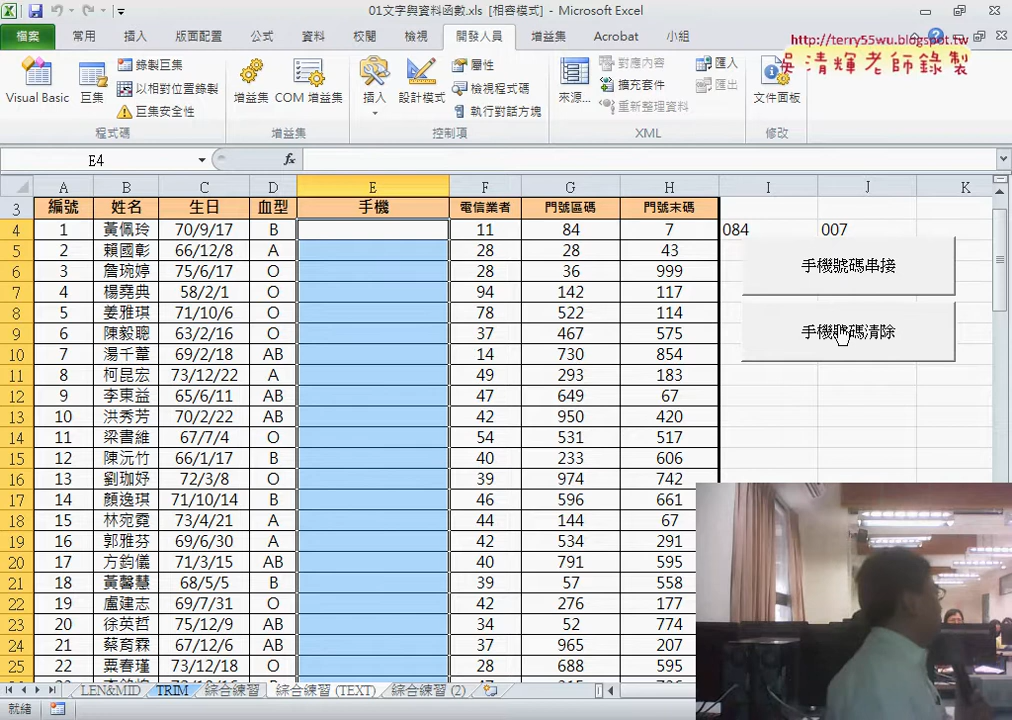 01文字與資料函數.xls [相容模式] - Microsoft Excel
檔案 常用 插入 版面配置 公式 資料 校閱 檢視 開發人員 增益集 Acrobat 小組
http://terry55wu.blogspot.tw
吳清輝老師錄製
Visual Basic 巨集 錄製巨集 以相對位置錄製 巨集安全性 增益集 COM 增益集 插入 設計模式 屬性 檢視程式碼 執行對話方塊 來源... 對應內容 擴充套件 重新整理資料 匯入 匯出 文件面板
程式碼 增益集 控制項 XML 修改
E4 fx
A B C D E F G H I J K
3 編號 姓名 生日 血型 手機 電信業者 門號區碼 門號末碼
4 1 黃佩玲 70/9/17 B 11 84 7 084 007
5 2 賴國彰 66/12/8 A 28 28 43
6 3 詹琬婷 75/6/17 O 28 36 999
7 4 楊堯典 58/2/1 O 94 142 117
8 5 姜雅琪 71/10/6 O 78 522 114
9 6 陳毅聰 63/2/16 O 37 467 575
10 7 湯千葦 69/2/18 AB 14 730 854
11 8 柯昆宏 73/12/22 A 49 293 183
12 9 李東益 65/6/11 AB 47 649 67
13 10 洪秀芳 70/2/22 AB 42 950 420
14 11 梁書維 67/7/4 O 54 531 517
15 12 陳沅竹 66/1/17 B 40 233 606
16 13 劉珈妤 72/3/8 O 39 974 742
17 14 顏逸琪 71/10/14 B 46 596 661
18 15 林宛霓 73/4/21 A 44 144 67
19 16 郭雅芬 69/6/30 A 42 534 291
20 17 方鈞儀 71/3/15 AB 40 791 595
21 18 黃馨慧 68/5/5 B 39 57 558
22 19 盧建志 69/7/31 O 42 276 177
23 20 徐英哲 75/12/9 AB 34 52 774
24 21 蔡育霖 67/12/6 AB 37 965 207
25 22 粟春瑾 73/12/18 O 28 688 595
手機號碼串接
手機號碼清除
LEN&MID TRIM 綜合練習 綜合練習 (TEXT) 綜合練習 (2)
就緒